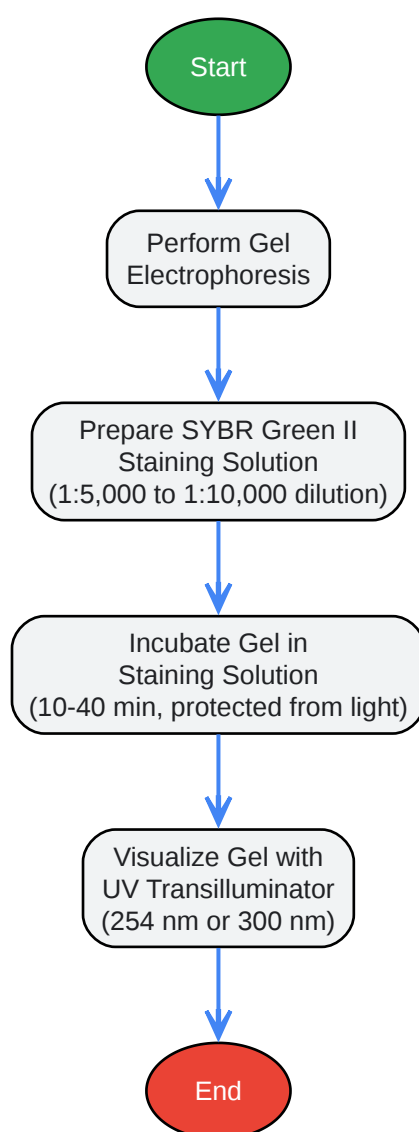 Start
Perform Gel
Electrophoresis
Prepare SYBR Green II
Staining Solution
(1:5,000 to 1:10,000 dilution)
Incubate Gel in
Staining Solution
(10-40 min, protected from light)
Visualize Gel with
UV Transilluminator
(254 nm or 300 nm)
End